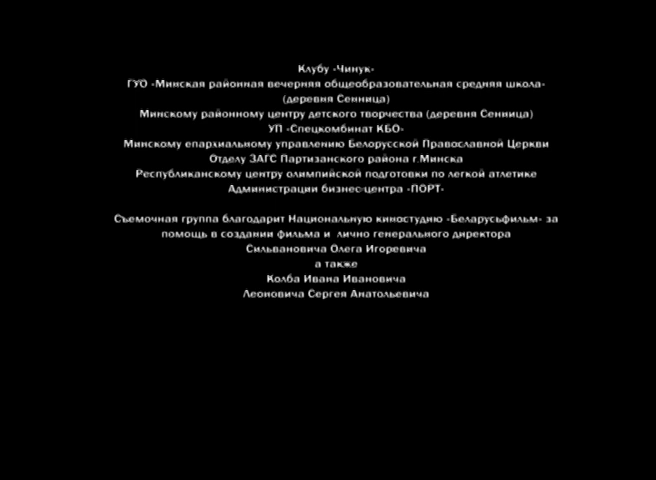 Клубу «Чинук»
ГУО «Минская районная вечерняя общеобразовательная средняя школа»
(деревня Сенница)
Минскому районному центру детского творчества (деревня Сенница)
УП «Спецкомбинат КБО»
Минскому епархиальному управлению Белорусской Православной Церкви
Отделу ЗАГС Партизанского района г.Минска
Республиканскому центру олимпийской подготовки по легкой атлетике
Администрации бизнес-центра «ПОРТ»
Съемочная группа благодарит Национальную киностудию «Беларусьфильм» за
помощь в создании фильма и лично генерального директора
Сильвановича Олега Игоревича
а также
Колба Ивана Ивановича
Леоновича Сергея Анатольевича